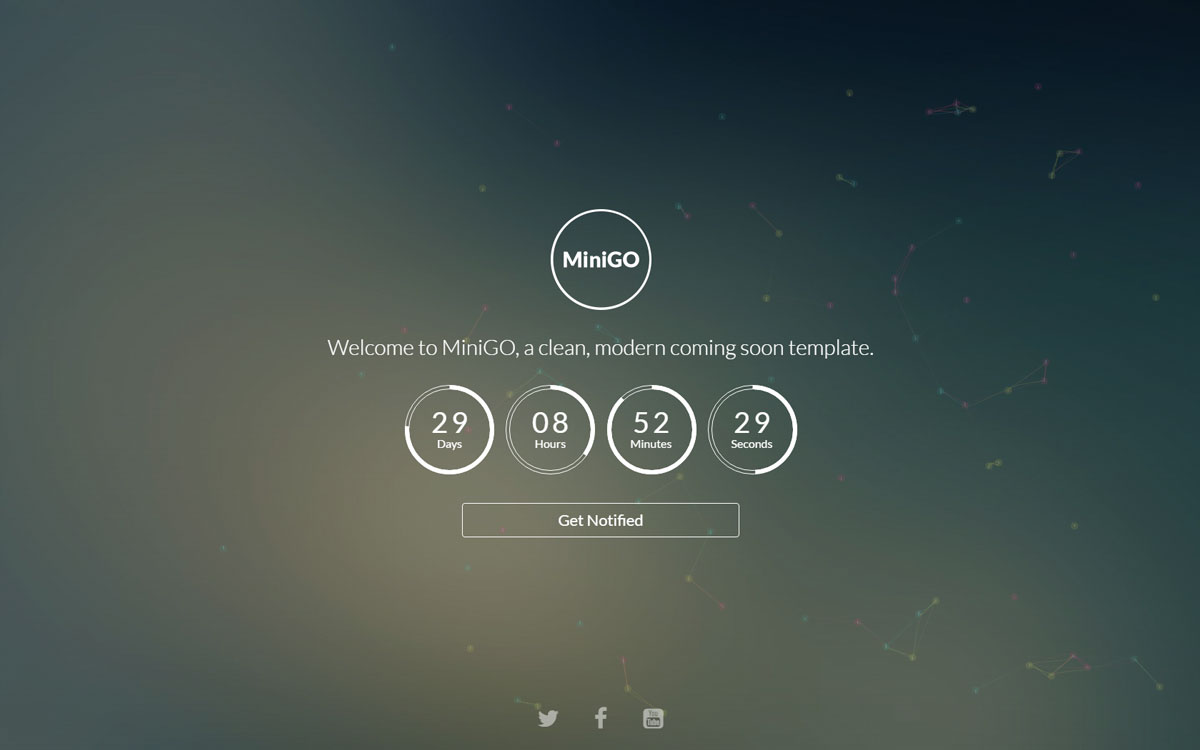 MiniGO
Welcome to MiniGO, a clean, modern coming soon template.
29 08 52 29
Days Hours Minutes Seconds
Get Notified
You
Tube